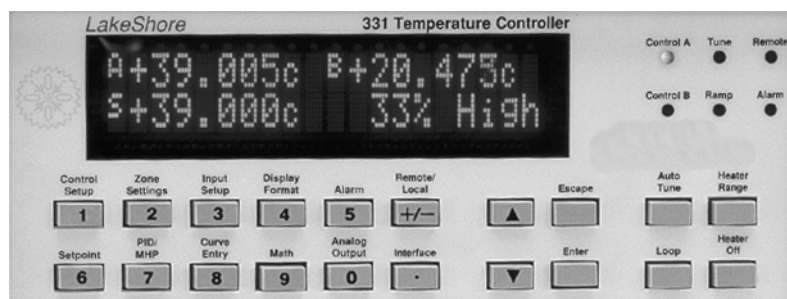 LakeShore 331 Temperature Controller
A+39.005c B+20.475c
S+39.000c 33% High
Control A Tune Remote
Control B Ramp Alarm
Control Setup Zone Settings Input Setup Display Format Alarm Remote/Local Escape Auto Tune Heater Range
1 2 3 4 5 +/− ▲
Setpoint PID/MHP Curve Entry Math Analog Output Interface Enter Loop Heater Off
6 7 8 9 0 . ▼